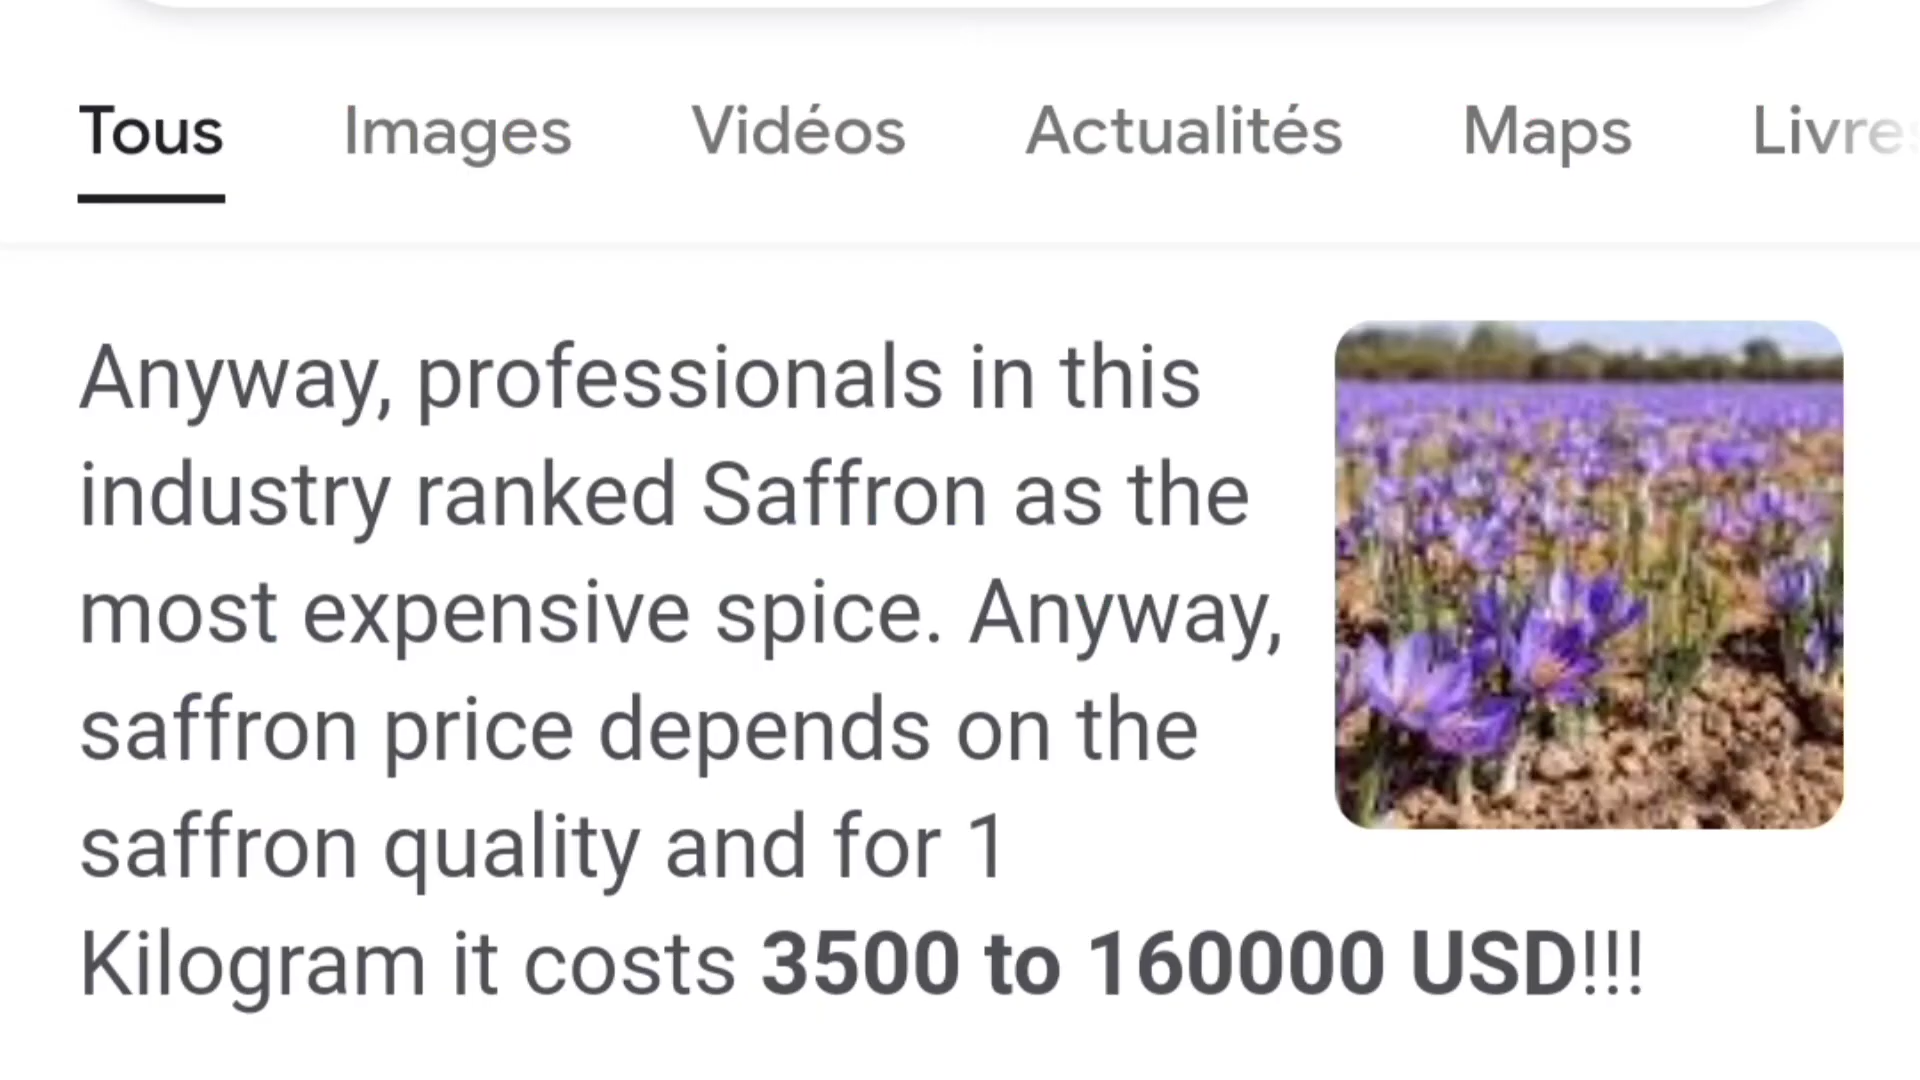 Tous Images Vidéos Actualités Maps Livres
Anyway, professionals in this
industry ranked Saffron as the
most expensive spice. Anyway,
saffron price depends on the
saffron quality and for 1
Kilogram it costs 3500 to 160000 USD!!!